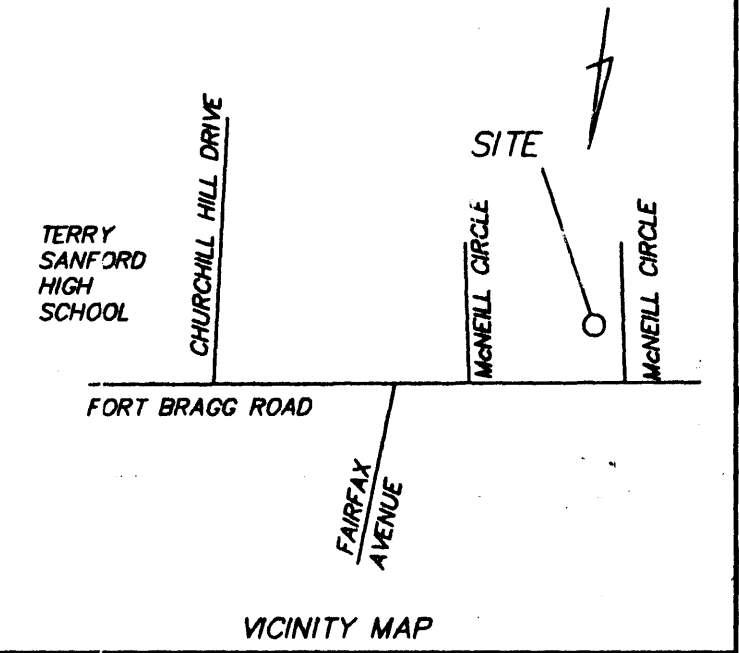 SITE
CHURCHILL HILL DRIVE
TERRY
SANFORD
HIGH
SCHOOL
McNEILL CIRCLE
McNEILL CIRCLE
FORT BRAGG ROAD
FAIRFAX
AVENUE
VICINITY MAP